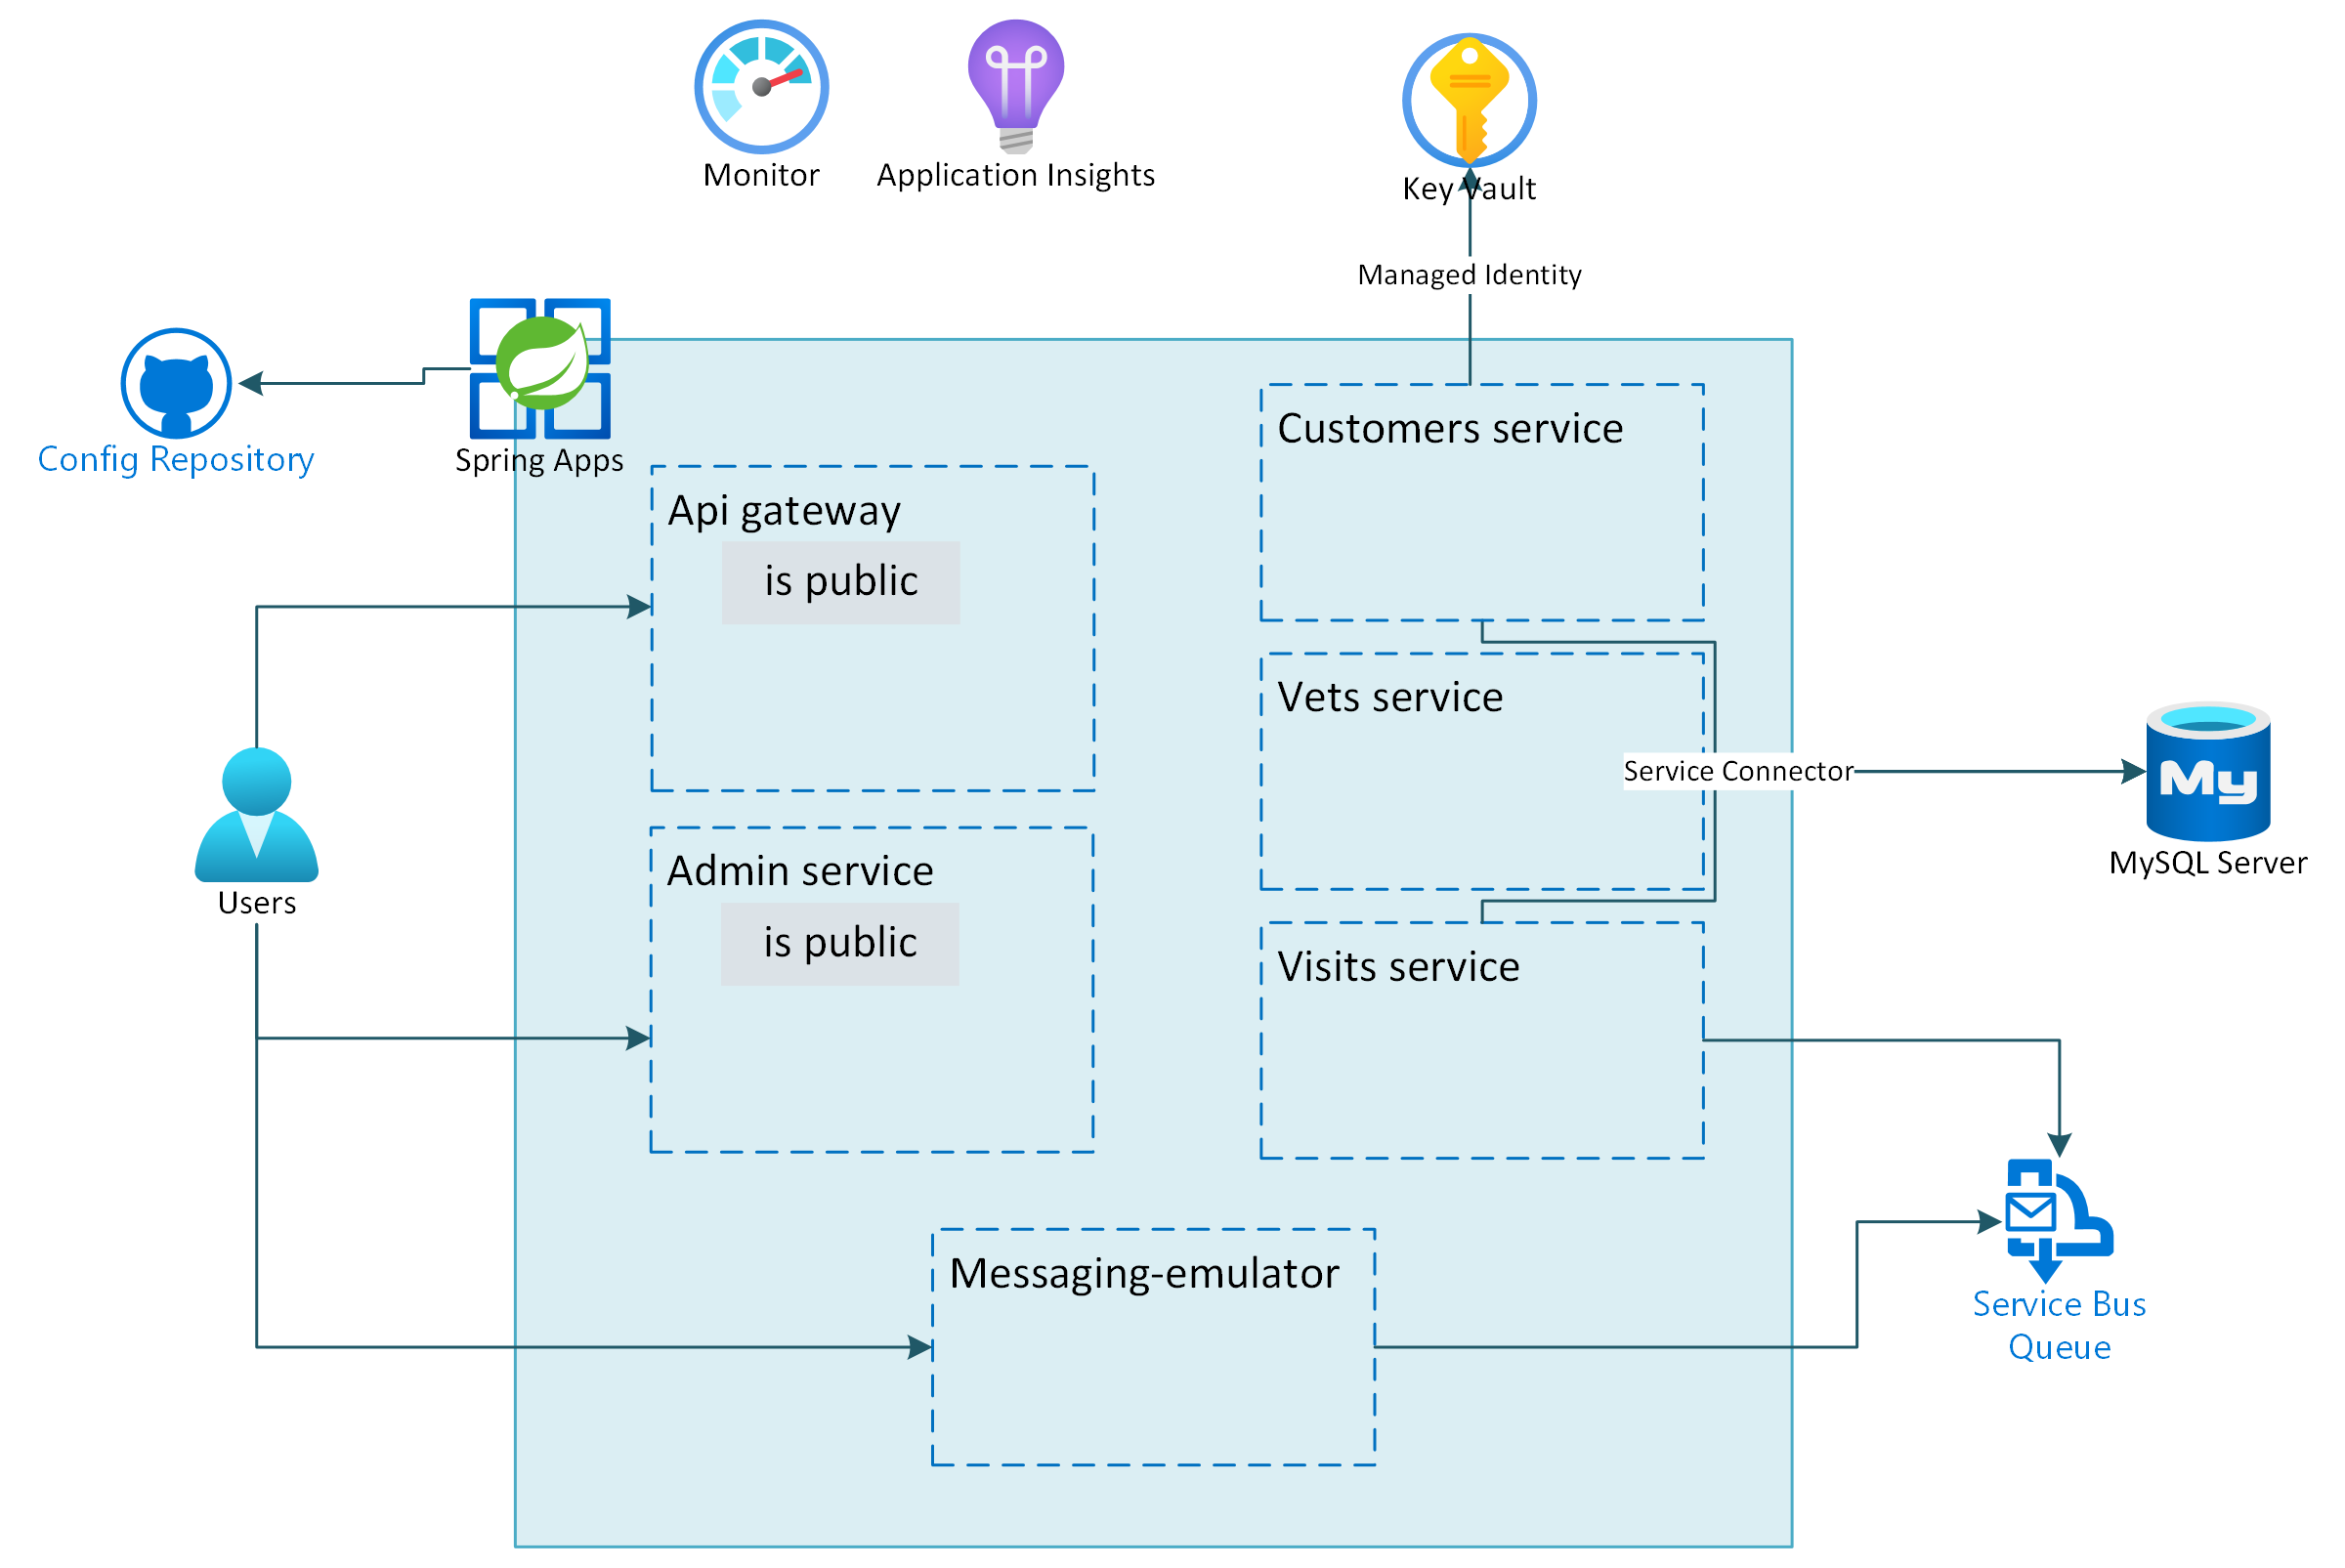 Monitor
Application Insights
Key Vault
Managed Identity
Config Repository
Spring Apps
Customers service
Api gateway
is public
Vets service
Service Connector
MySQL Server
My
Users
Admin service
is public
Visits service
Messaging-emulator
Service Bus
Queue